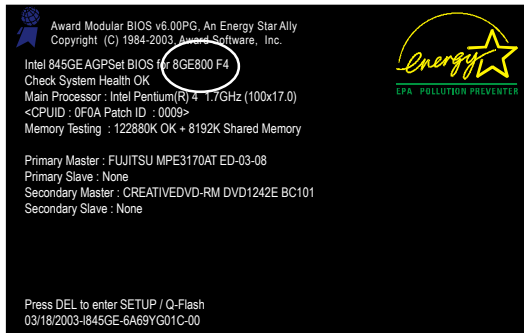 Award Modular BIOS v6.00PG, An Energy Star Ally
Copyright (C) 1984-2003, Award Software, Inc.
Intel 845GE AGPSet BIOS for 8GE800 F4
Check System Health OK
Main Processor : Intel Pentium(R) 4 1.7GHz (100x17.0)
<CPUID : 0F0A Patch ID : 0009>
Memory Testing : 122880K OK + 8192K Shared Memory
energy
EPA POLLUTION PREVENTER
Primary Master : FUJITSU MPE3170AT ED-03-08
Primary Slave : None
Secondary Master : CREATIVEDVD-RM DVD1242E BC101
Secondary Slave : None
Press DEL to enter SETUP / Q-Flash
03/18/2003-I845GE-6A69YG01C-00